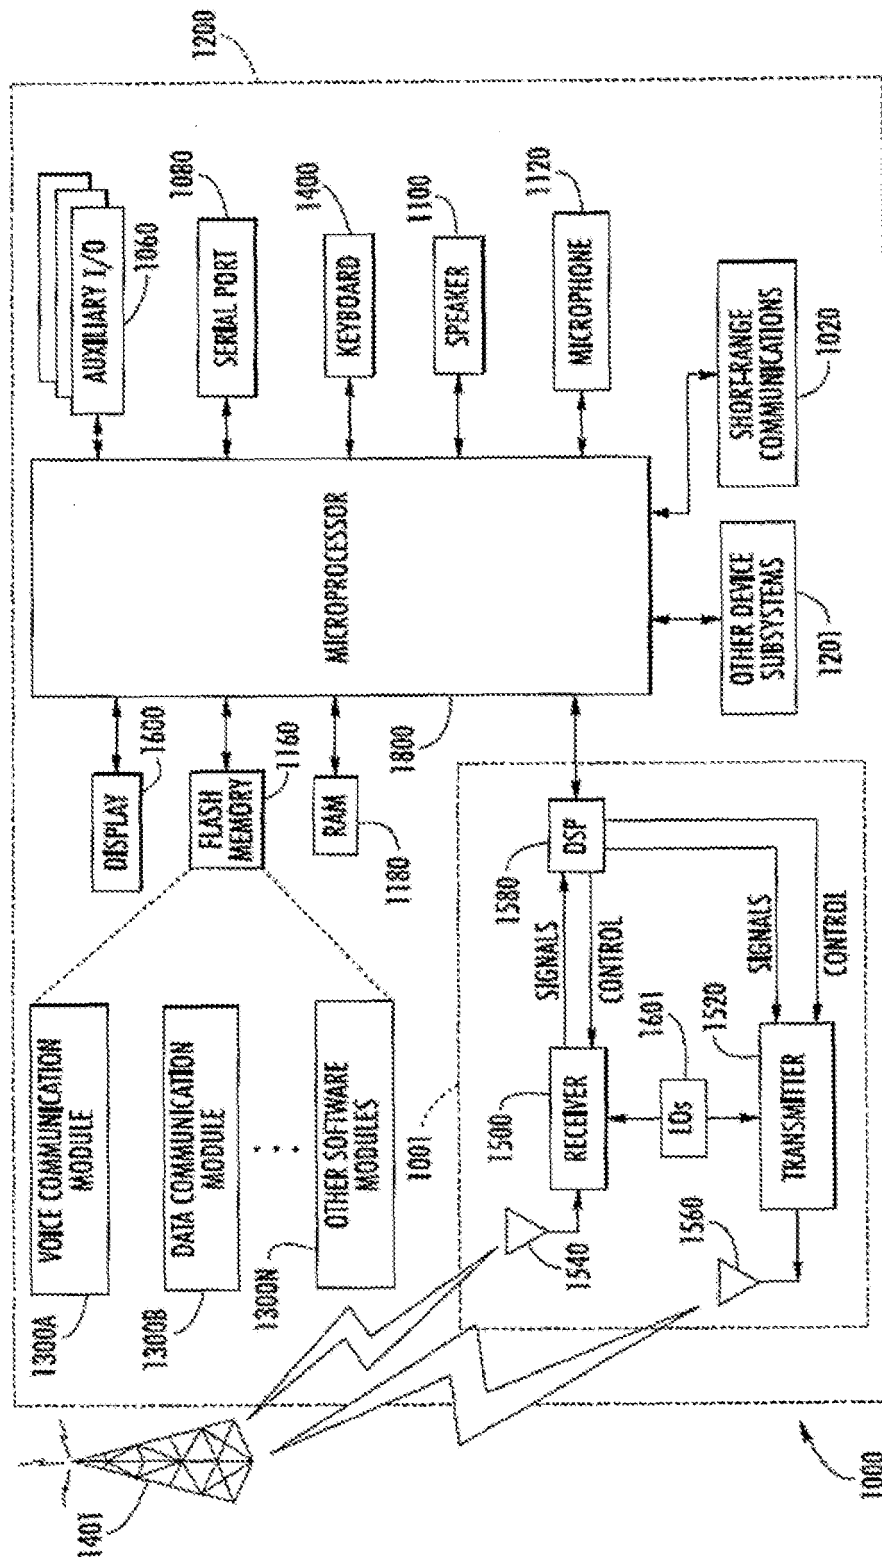 1200
AUXILIARY I/O
1060
SERIAL PORT
1080
KEYBOARD
1400
SPEAKER
1100
MICROPHONE
1120
SHORT-RANGE
COMMUNICATIONS
1020
MICROPROCESSOR
1800
OTHER DEVICE
SUBSYSTEMS
1201
DISPLAY
1600
FLASH
MEMORY
1160
RAM
1180
VOICE COMMUNICATION
MODULE
1300A
DATA COMMUNICATION
MODULE
1300B
OTHER SOFTWARE
MODULES
1300N
1001
DSP
1580
SIGNALS
CONTROL
SIGNALS
CONTROL
RECEIVER
1500
LOs
1601
TRANSMITTER
1520
1540
1560
1401
1000